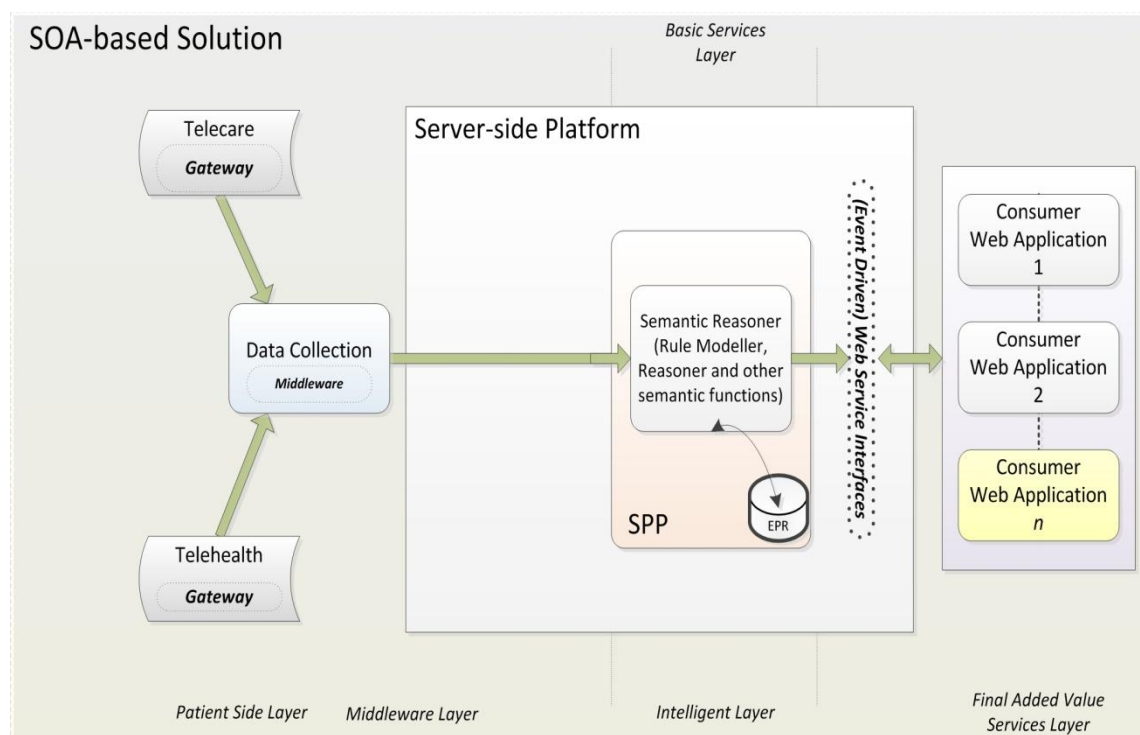 SOA-based Solution
Basic Services
Layer
Telecare
Gateway
Server-side Platform
Data Collection
Middleware
Semantic Reasoner
(Rule Modeller,
Reasoner and other
semantic functions)
EPR
SPP
(Event Driven) Web Service Interfaces
Consumer
Web Application
1
Consumer
Web Application
2
Consumer
Web Application
n
Telehealth
Gateway
Patient Side Layer
Middleware Layer
Intelligent Layer
Final Added Value
Services Layer